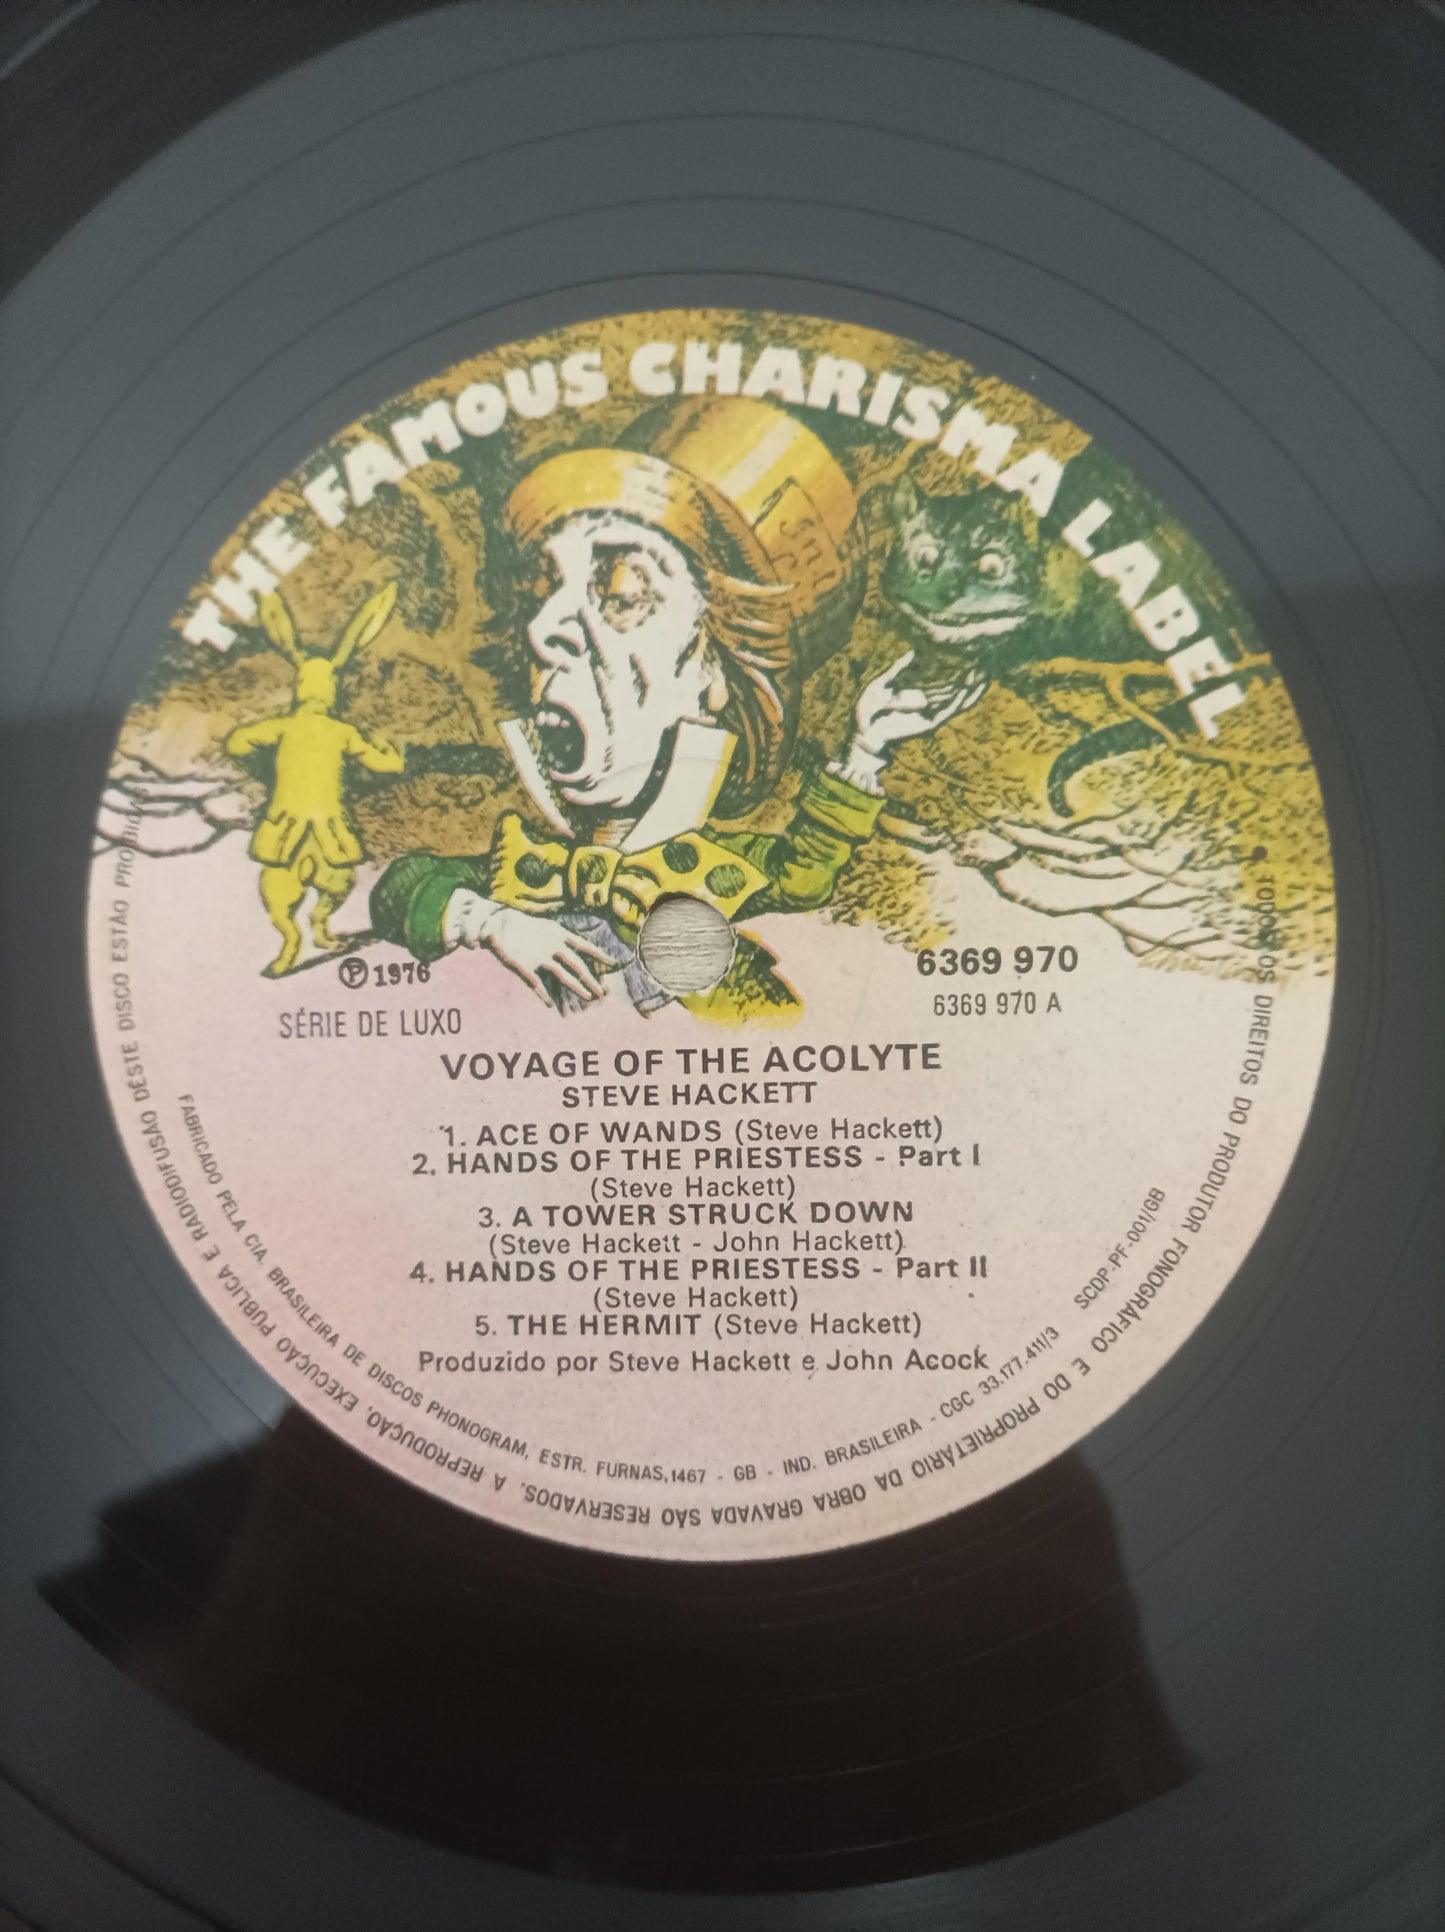 THE FAMOUS CHARISMA LABEL
℗ 1976
SÉRIE DE LUXO
6369 970
6369 970 A
VOYAGE OF THE ACOLYTE
STEVE HACKETT
1. ACE OF WANDS (Steve Hackett)
2. HANDS OF THE PRIESTESS - Part I
(Steve Hackett)
3. A TOWER STRUCK DOWN
(Steve Hackett - John Hackett)
4. HANDS OF THE PRIESTESS - Part II
(Steve Hackett)
5. THE HERMIT (Steve Hackett)
Produzido por Steve Hackett e John Acock
FABRICADO PELA CIA. BRASILEIRA DE DISCOS PHONOGRAM, ESTR. FURNAS, 1467 - GB - IND. BRASILEIRA - CGC 33.177.411/3 SCDP-PF-001/GB
• TODOS OS DIREITOS DO PRODUTOR FONOGRÁFICO E DO PROPRIETÁRIO DA OBRA GRAVADA SÃO RESERVADOS. A REPRODUÇÃO, EXECUÇÃO PÚBLICA E RADIODIFUSÃO DÊSTE DISCO ESTÃO PROIBIDAS